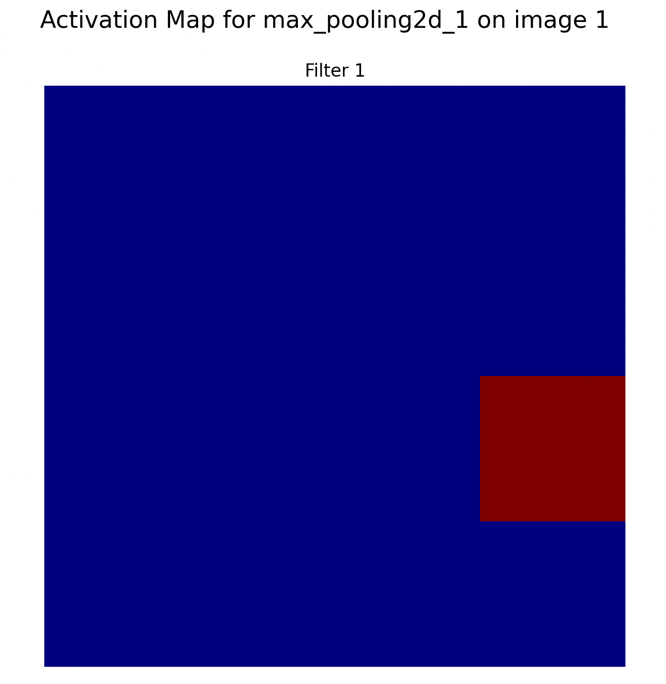 Activation Map for max_pooling2d_1 on image 1
Filter 1